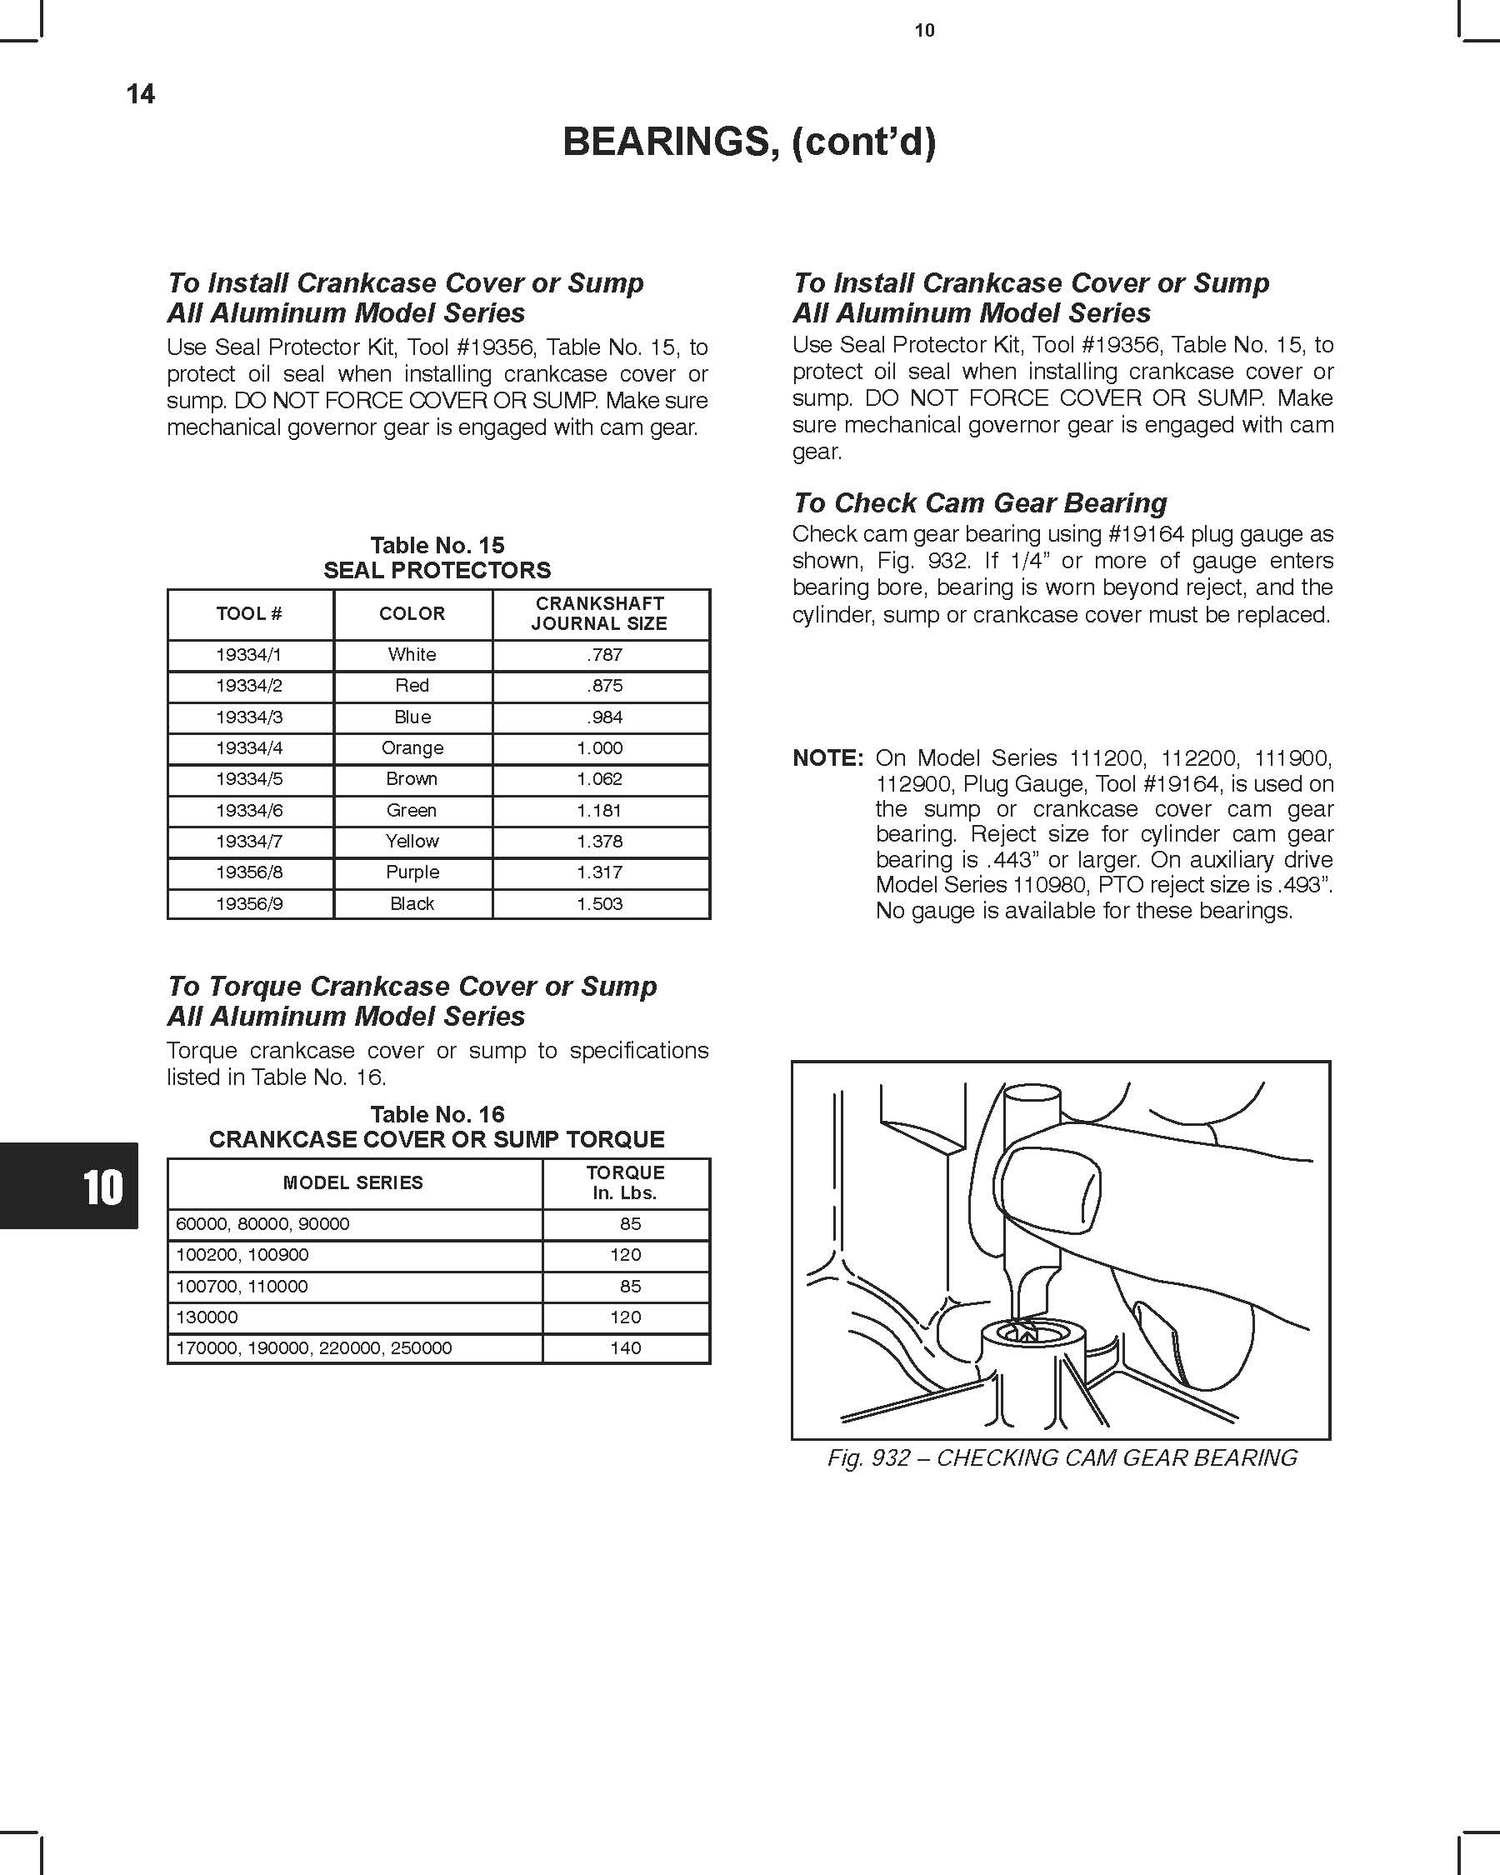 10
14
BEARINGS, (cont’d)
To Install Crankcase Cover or Sump
All Aluminum Model Series
Use Seal Protector Kit, Tool #19356, Table No. 15, to
protect oil seal when installing crankcase cover or
sump. DO NOT FORCE COVER OR SUMP. Make sure
mechanical governor gear is engaged with cam gear.
Table No. 15
SEAL PROTECTORS
TOOL # COLOR CRANKSHAFT
JOURNAL SIZE
19334/1 White .787
19334/2 Red .875
19334/3 Blue .984
19334/4 Orange 1.000
19334/5 Brown 1.062
19334/6 Green 1.181
19334/7 Yellow 1.378
19356/8 Purple 1.317
19356/9 Black 1.503
To Torque Crankcase Cover or Sump
All Aluminum Model Series
Torque crankcase cover or sump to specifications
listed in Table No. 16.
Table No. 16
CRANKCASE COVER OR SUMP TORQUE
MODEL SERIES TORQUE
In. Lbs.
60000, 80000, 90000 85
100200, 100900 120
100700, 110000 85
130000 120
170000, 190000, 220000, 250000 140
10
To Install Crankcase Cover or Sump
All Aluminum Model Series
Use Seal Protector Kit, Tool #19356, Table No. 15, to
protect oil seal when installing crankcase cover or
sump. DO NOT FORCE COVER OR SUMP. Make
sure mechanical governor gear is engaged with cam
gear.
To Check Cam Gear Bearing
Check cam gear bearing using #19164 plug gauge as
shown, Fig. 932. If 1/4” or more of gauge enters
bearing bore, bearing is worn beyond reject, and the
cylinder, sump or crankcase cover must be replaced.
NOTE: On Model Series 111200, 112200, 111900,
112900, Plug Gauge, Tool #19164, is used on
the sump or crankcase cover cam gear
bearing. Reject size for cylinder cam gear
bearing is .443” or larger. On auxiliary drive
Model Series 110980, PTO reject size is .493”.
No gauge is available for these bearings.
Fig. 932 – CHECKING CAM GEAR BEARING